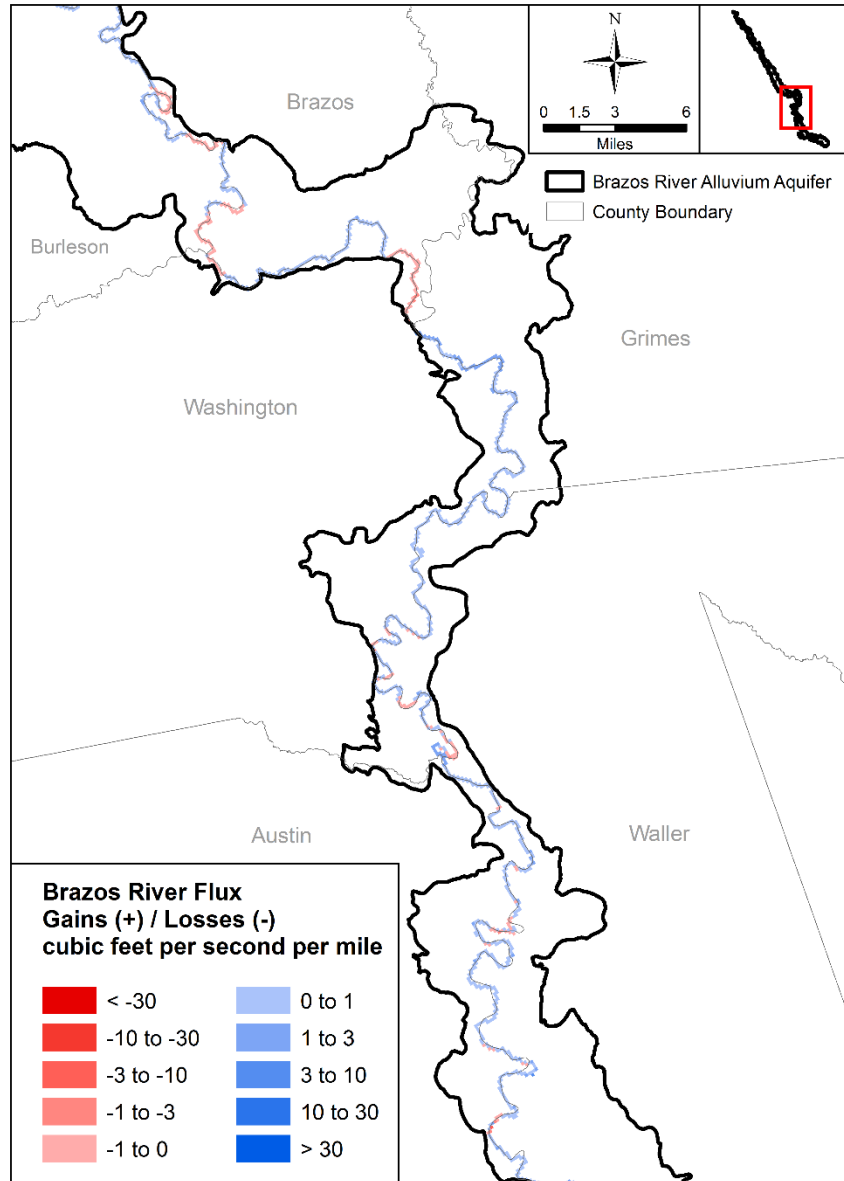 N
0 1.5 3 6
Miles
Brazos River Alluvium Aquifer
County Boundary
Brazos
Burleson
Grimes
Washington
Austin
Waller
Brazos River Flux
Gains (+) / Losses (-)
cubic feet per second per mile
< -30
-10 to -30
-3 to -10
-1 to -3
-1 to 0
0 to 1
1 to 3
3 to 10
10 to 30
> 30